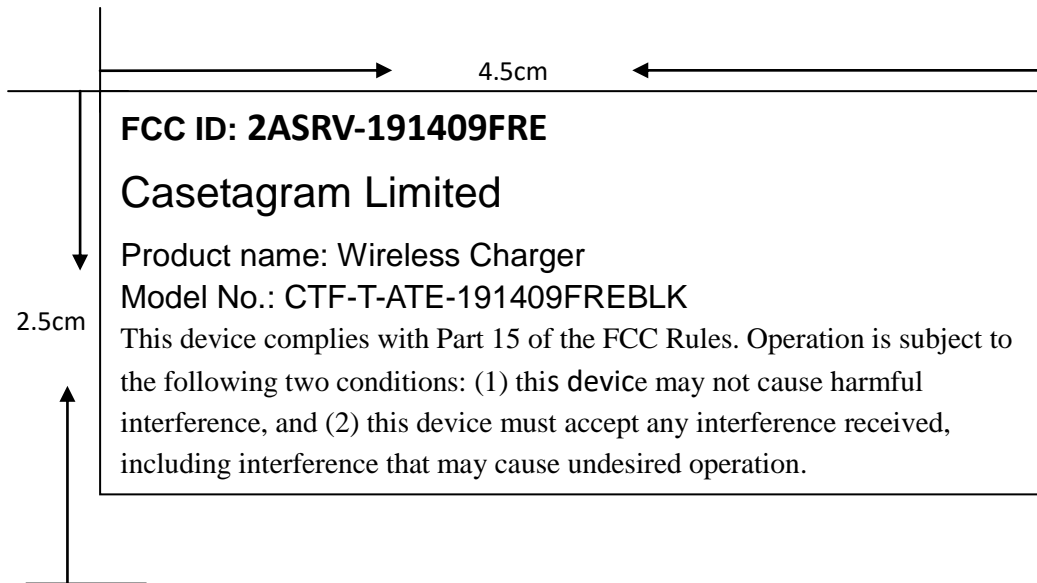 4.5cm
FCC ID: 2ASRV-191409FRE
Casetagram Limited
Product name: Wireless Charger
Model No.: CTF-T-ATE-191409FREBLK
2.5cm
This device complies with Part 15 of the FCC Rules. Operation is subject to
the following two conditions: (1) this device may not cause harmful
interference, and (2) this device must accept any interference received,
including interference that may cause undesired operation.